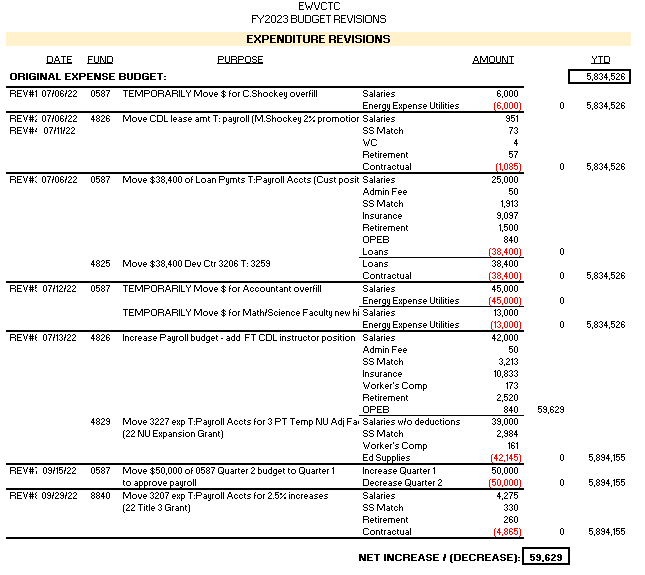 EWVCTC
FY2023 BUDGET REVISIONS
EXPENDITURE REVISIONS
DATE FUND PURPOSE AMOUNT YTD
ORIGINAL EXPENSE BUDGET: 5,834,526
REV#1 07/06/22 0587 TEMPORARILY Move $ for C.Shockey overfill Salaries 6,000
Energy Expense Utilities (6,000) 0 5,834,526
REV#2 07/06/22 4826 Move CDL lease amt T: payroll (M.Shockey 2% promotior Salaries 951
REV#4 07/11/22 SS Match 73
WC 4
Retirement 57
Contractual (1,085) 0 5,834,526
REV#3 07/06/22 0587 Move $38,400 of Loan Pymts T:Payroll Accts (Cust posit Salaries 25,000
Admin Fee 50
SS Match 1,913
Insurance 9,097
Retirement 1,500
OPEB 840
Loans (38,400) 0
4825 Move $38,400 Dev Ctr 3206 T: 3259 Loans 38,400
Contractual (38,400) 0 5,834,526
REV#5 07/12/22 0587 TEMPORARILY Move $ for Accountant overfill Salaries 45,000
Energy Expense Utilities (45,000) 0
TEMPORARILY Move $ for Math/Science Faculty new hi Salaries 13,000
Energy Expense Utilities (13,000) 0 5,834,526
REV#6 07/13/22 4826 Increase Payroll budget - add FT CDL instructor position Salaries 42,000
Admin Fee 50
SS Match 3,213
Insurance 10,833
Worker's Comp 173
Retirement 2,520
OPEB 840 59,629
4829 Move 3227 exp T:Payroll Accts for 3 PT Temp NU Adj Fa Salaries w/o deductions 39,000
(22 NU Expansion Grant) SS Match 2,984
Worker's Comp 161
Ed Supplies (42,145) 0 5,894,155
REV#7 09/15/22 0587 Move $50,000 of 0587 Quarter 2 budget to Quarter 1 Increase Quarter 1 50,000
to approve payroll Decrease Quarter 2 (50,000) 0 5,894,155
REV#8 09/29/22 8840 Move 3207 exp T:Payroll Accts for 2.5% increases Salaries 4,275
(22 Title 3 Grant) SS Match 330
Retirement 260
Contractual (4,865) 0 5,894,155
NET INCREASE / (DECREASE): 59,629